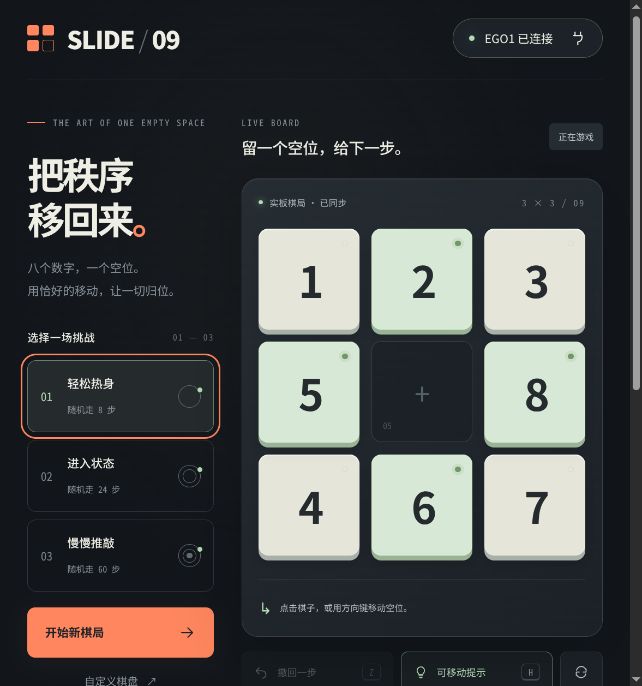 SLIDE / 09
EGO1 已连接
THE ART OF ONE EMPTY SPACE
把秩序
移回来。
八个数字，一个空位。
用恰好的移动，让一切归位。
选择一场挑战 01 — 03
01 轻松热身
随机走 8 步
02 进入状态
随机走 24 步
03 慢慢推敲
随机走 60 步
开始新棋局 →
自定义棋盘 ↗
LIVE BOARD
留一个空位，给下一步。
正在游戏
实板棋局 · 已同步 3 × 3 / 09
1 2 3
5 + 8
05
4 6 7
↳ 点击棋子，或用方向键移动空位。
撤回一步 Z
可移动提示 H